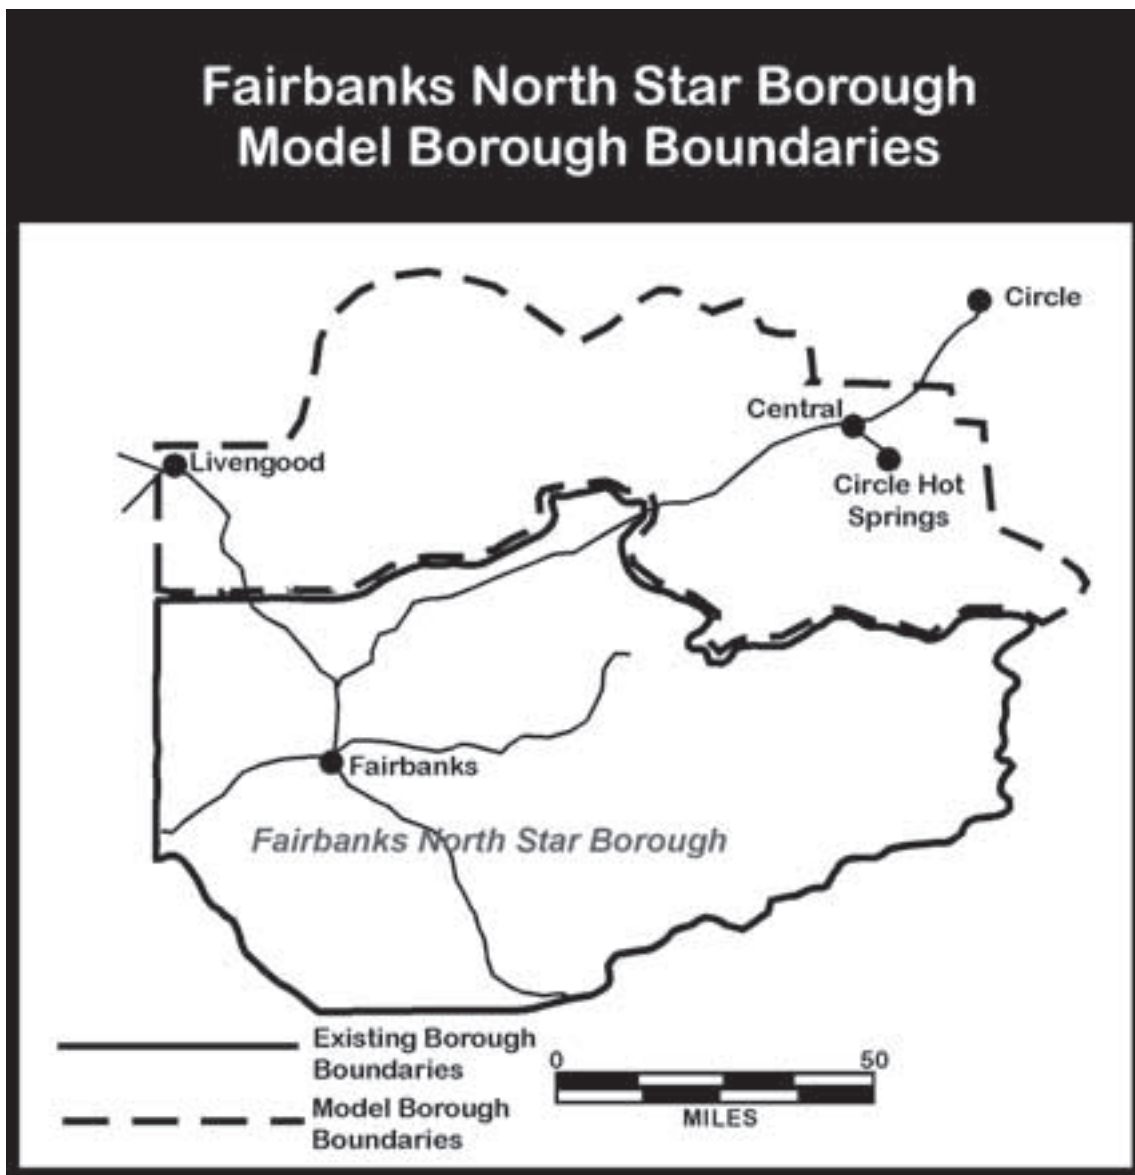 Fairbanks North Star Borough
Model Borough Boundaries
Circle
Central
Livengood
Circle Hot
Springs
Fairbanks
Fairbanks North Star Borough
Existing Borough
Boundaries
0 50
MILES
Model Borough
Boundaries